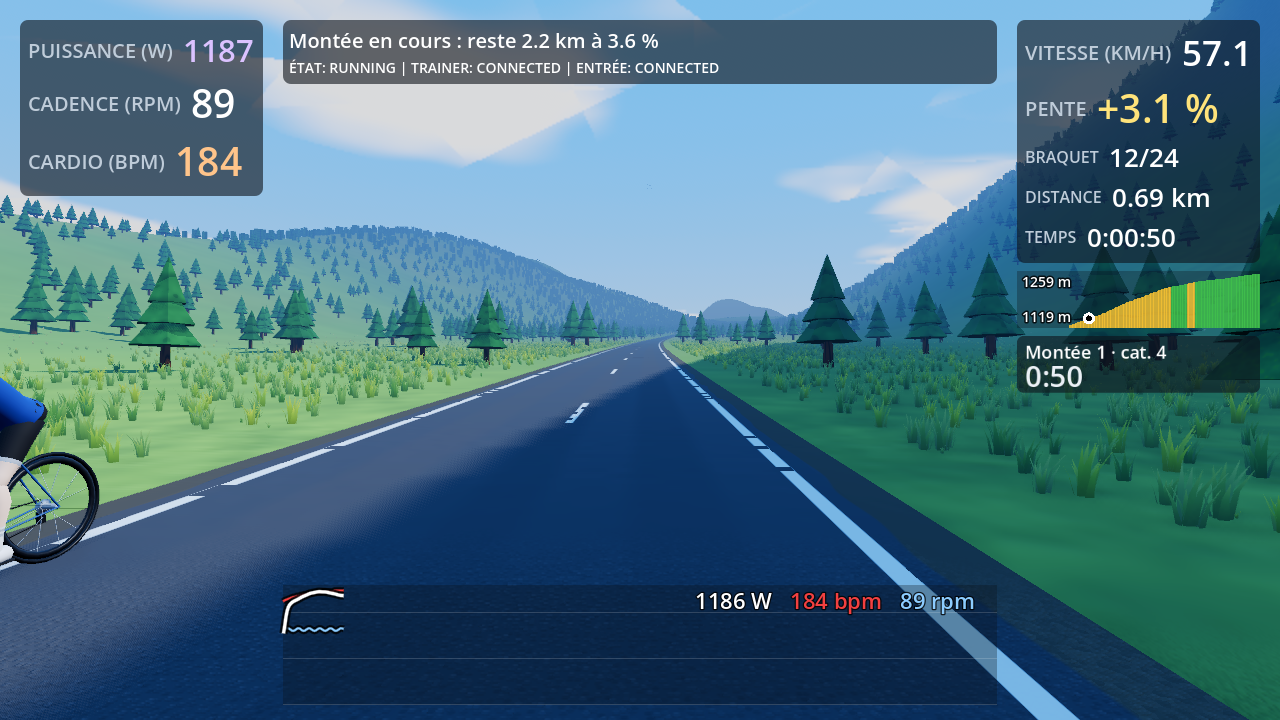 PUISSANCE (W) 1187
CADENCE (RPM) 89
CARDIO (BPM) 184
Montée en cours : reste 2.2 km à 3.6 %
ÉTAT: RUNNING | TRAINER: CONNECTED | ENTRÉE: CONNECTED
VITESSE (KM/H) 57.1
PENTE +3.1 %
BRAQUET 12/24
DISTANCE 0.69 km
TEMPS 0:00:50
1259 m
1119 m
Montée 1 · cat. 4
0:50
1186 W 184 bpm 89 rpm